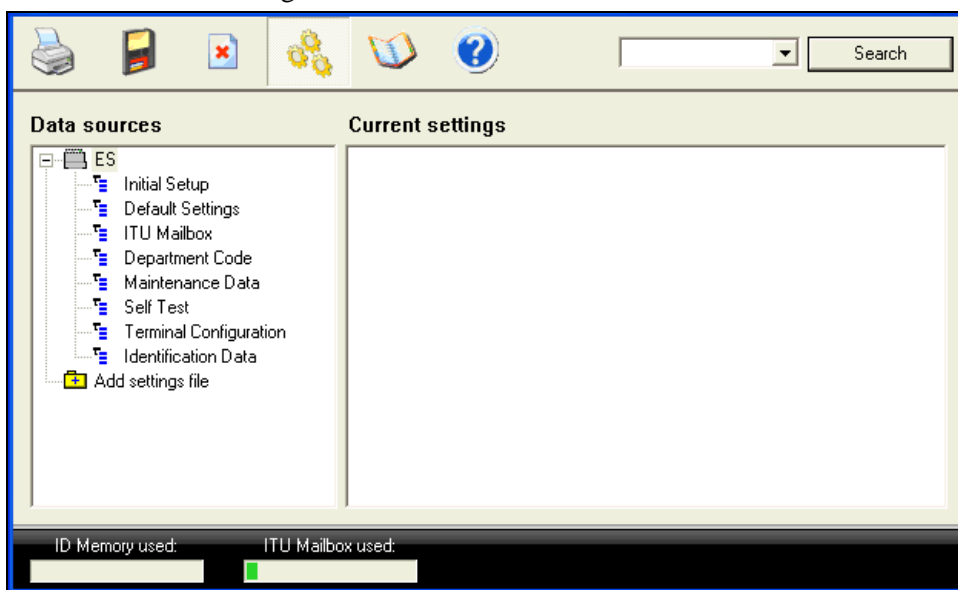 Search
Data sources
Current settings
ES
Initial Setup
Default Settings
ITU Mailbox
Department Code
Maintenance Data
Self Test
Terminal Configuration
Identification Data
Add settings file
ID Memory used:
ITU Mailbox used: